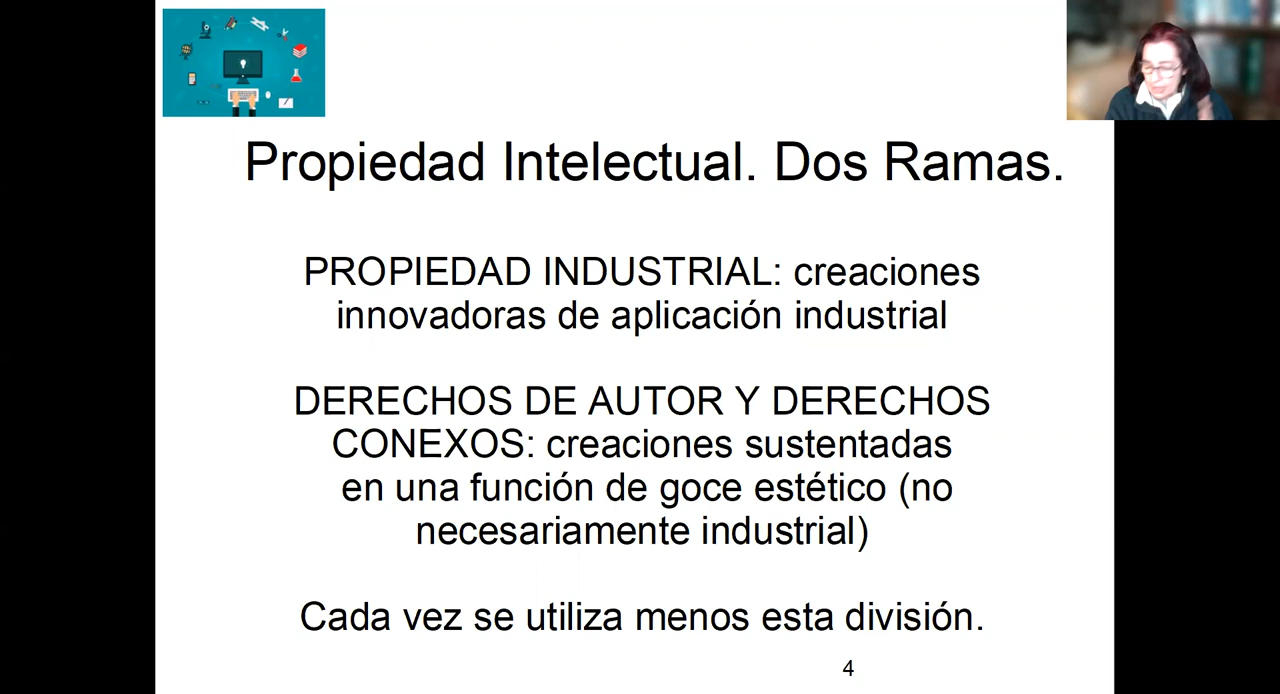 Propiedad Intelectual. Dos Ramas.
PROPIEDAD INDUSTRIAL: creaciones
innovadoras de aplicación industrial
DERECHOS DE AUTOR Y DERECHOS
CONEXOS: creaciones sustentadas
en una función de goce estético (no
necesariamente industrial)
Cada vez se utiliza menos esta división.
4